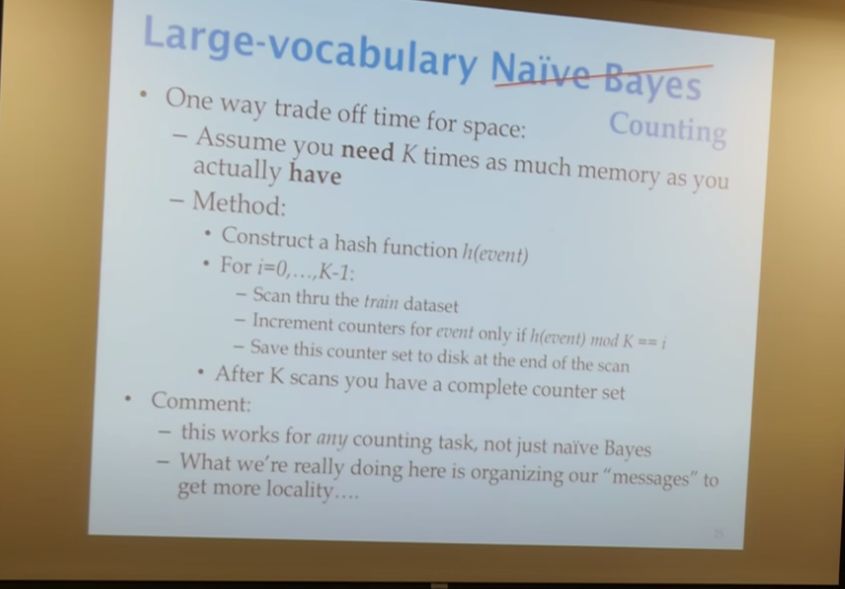 Large-vocabulary Naïve Bayes
Counting
• One way trade off time for space:
– Assume you need K times as much memory as you
actually have
– Method:
• Construct a hash function h(event)
• For i=0,…,K-1:
– Scan thru the train dataset
– Increment counters for event only if h(event) mod K == i
– Save this counter set to disk at the end of the scan
• After K scans you have a complete counter set
• Comment:
– this works for any counting task, not just naïve Bayes
– What we're really doing here is organizing our "messages" to
get more locality….